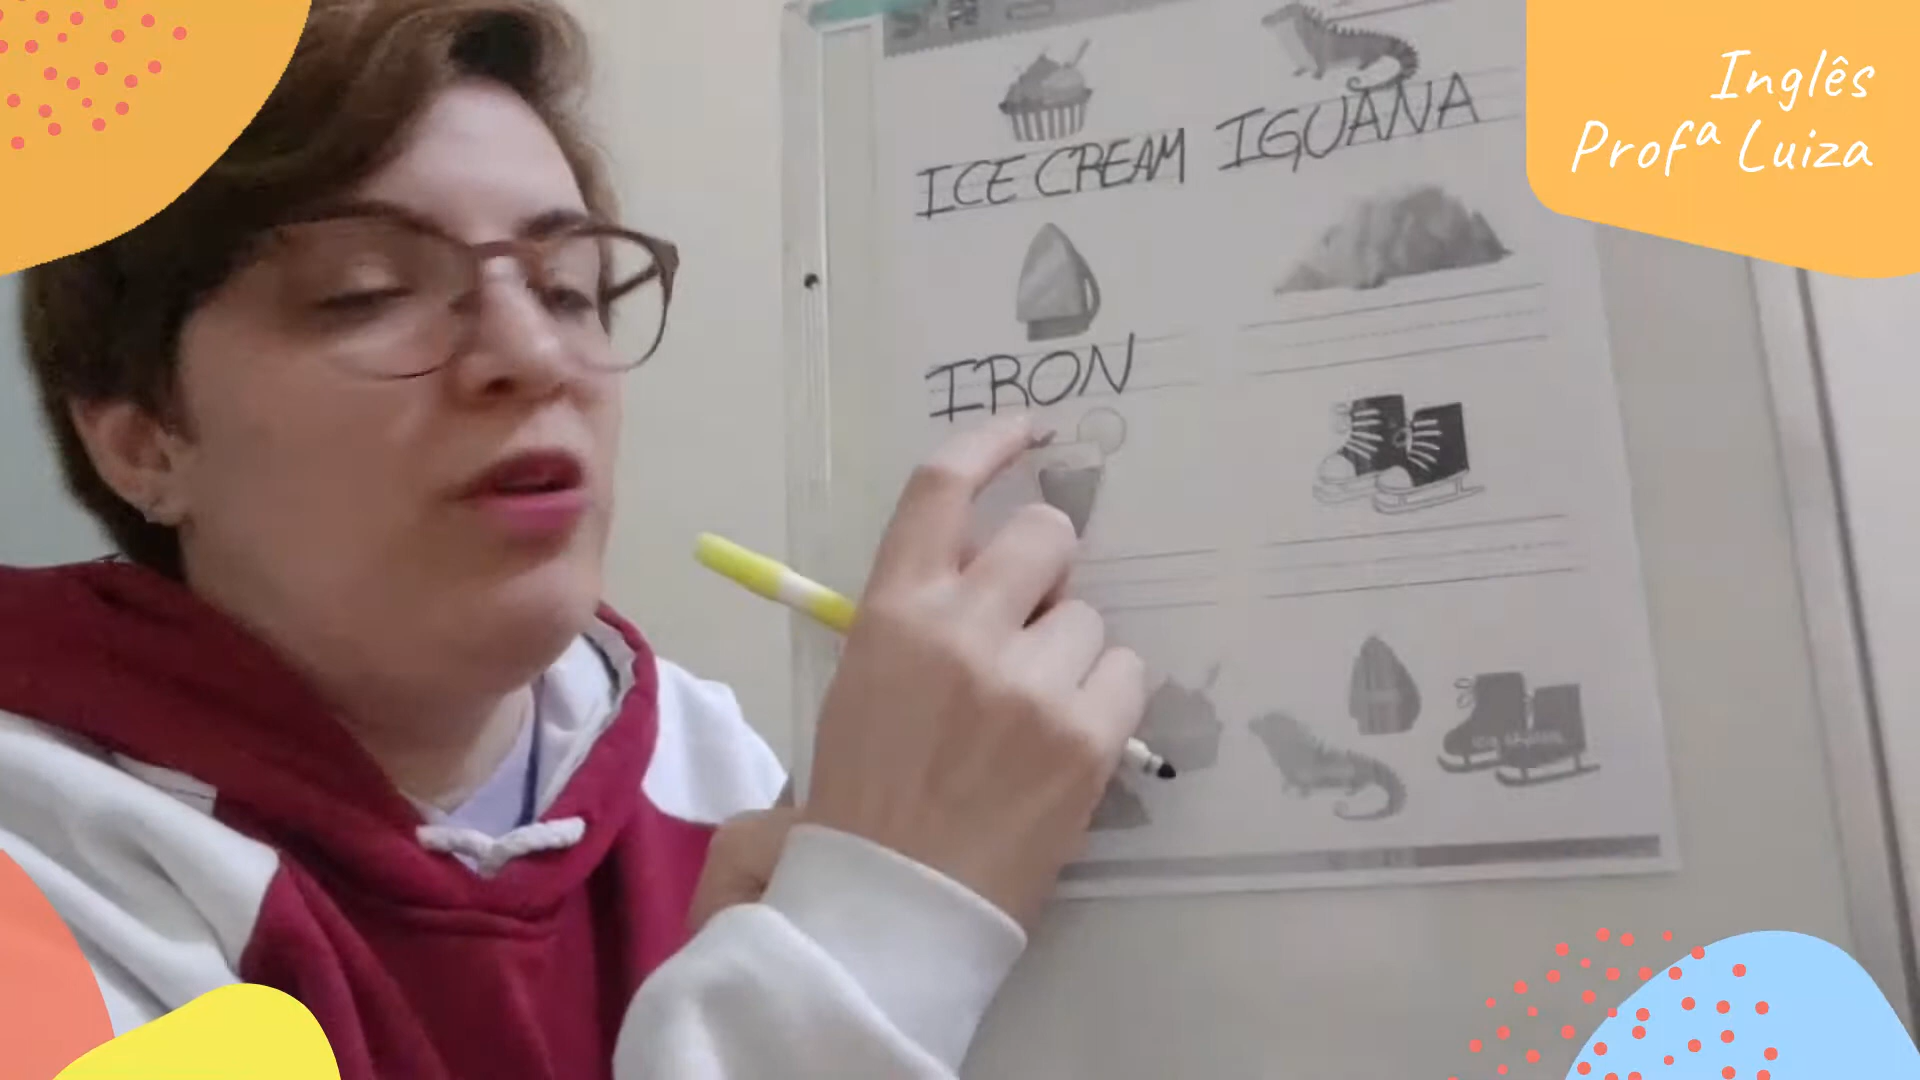 Inglês
Profª Luiza
ICE CREAM
IGUANA
IRON